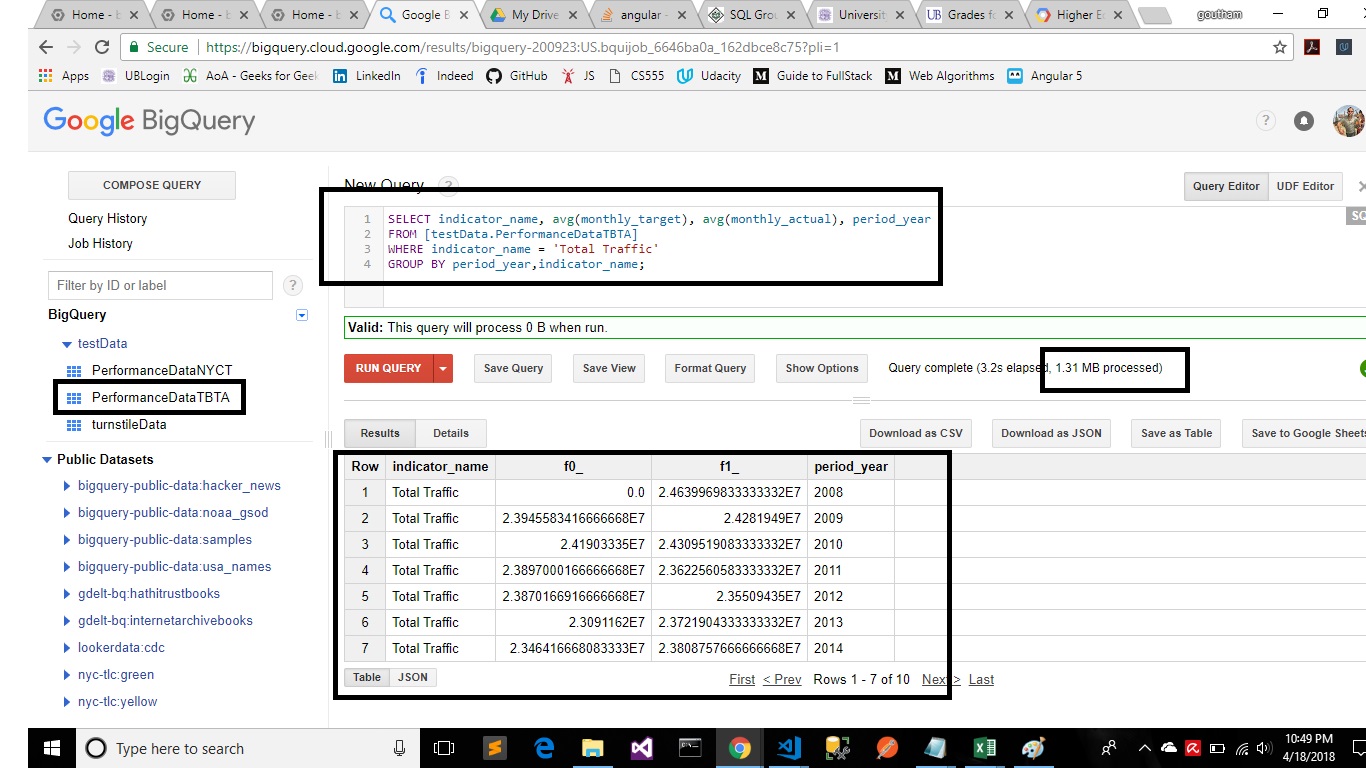 Home - b
Home - b
Home - b
Google B
My Drive
angular -
SQL Grou
Universit
UB Grades fo
Higher Ed
goutham
Secure https://bigquery.cloud.google.com/results/bigquery-200923:US.bquijob_6646ba0a_162dbce8c75?pli=1
Apps UBLogin AoA - Geeks for Geek LinkedIn Indeed GitHub JS CS555 Udacity Guide to FullStack Web Algorithms Angular 5
Google BigQuery
COMPOSE QUERY
Query History
Job History
Filter by ID or label
BigQuery
testData
PerformanceDataNYCT
PerformanceDataTBTA
turnstileData
Public Datasets
bigquery-public-data:hacker_news
bigquery-public-data:noaa_gsod
bigquery-public-data:samples
bigquery-public-data:usa_names
gdelt-bq:hathitrustbooks
gdelt-bq:internetarchivebooks
lookerdata:cdc
nyc-tlc:green
nyc-tlc:yellow
New Query ?
Query Editor UDF Editor
1 SELECT indicator_name, avg(monthly_target), avg(monthly_actual), period_year
2 FROM [testData.PerformanceDataTBTA]
3 WHERE indicator_name = 'Total Traffic'
4 GROUP BY period_year,indicator_name;
Valid: This query will process 0 B when run.
RUN QUERY Save Query Save View Format Query Show Options Query complete (3.2s elapsed, 1.31 MB processed)
Results Details Download as CSV Download as JSON Save as Table Save to Google Sheets
Row indicator_name f0_ f1_ period_year
1 Total Traffic 0.0 2.4639969833333332E7 2008
2 Total Traffic 2.3945583416666668E7 2.4281949E7 2009
3 Total Traffic 2.41903335E7 2.4309519083333332E7 2010
4 Total Traffic 2.3897000166666668E7 2.3622560583333332E7 2011
5 Total Traffic 2.3870166916666668E7 2.35509435E7 2012
6 Total Traffic 2.3091162E7 2.3721904333333332E7 2013
7 Total Traffic 2.346416668083333E7 2.3808757666666668E7 2014
Table JSON First < Prev Rows 1 - 7 of 10 Next > Last
Type here to search
10:49 PM
4/18/2018